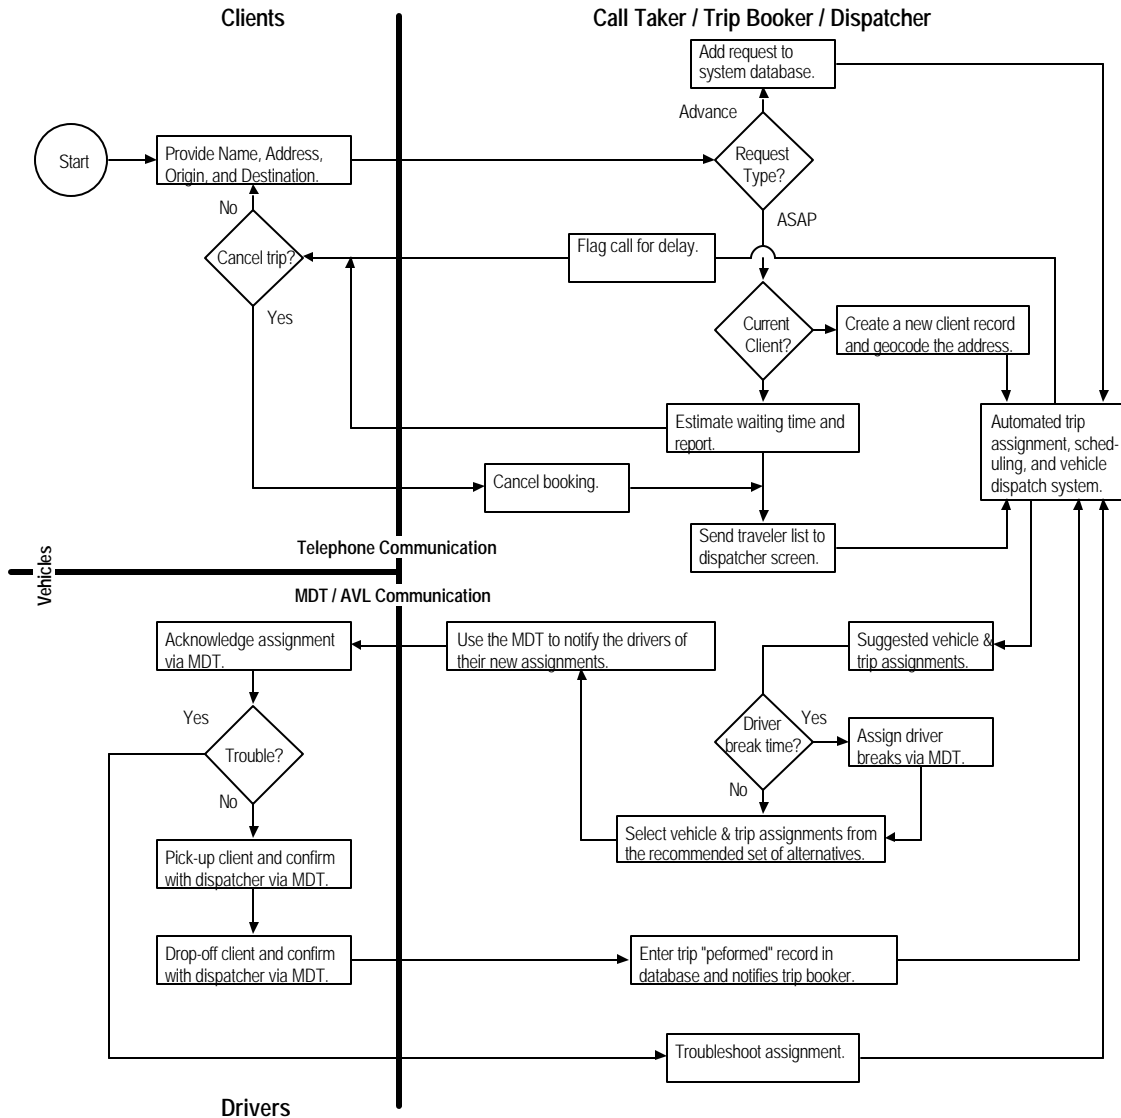 Clients
Call Taker / Trip Booker / Dispatcher
Add request to
system database.
Advance
Start
Provide Name, Address,
Origin, and Destination.
Request
Type?
No
ASAP
Cancel trip?
Flag call for delay.
Yes
Current
Client?
Create a new client record
and geocode the address.
Estimate waiting time and
report.
Automated trip
assignment, sched-
uling, and vehicle
dispatch system.
Cancel booking.
Send traveler list to
dispatcher screen.
Telephone Communication
Vehicles
MDT / AVL Communication
Acknowledge assignment
via MDT.
Use the MDT to notify the drivers of
their new assignments.
Suggested vehicle &
trip assignments.
Yes
Trouble?
No
Driver
break time?
Yes
Assign driver
breaks via MDT.
No
Select vehicle & trip assignments from
the recommended set of alternatives.
Pick-up client and confirm
with dispatcher via MDT.
Drop-off client and confirm
with dispatcher via MDT.
Enter trip "peformed" record in
database and notifies trip booker.
Troubleshoot assignment.
Drivers